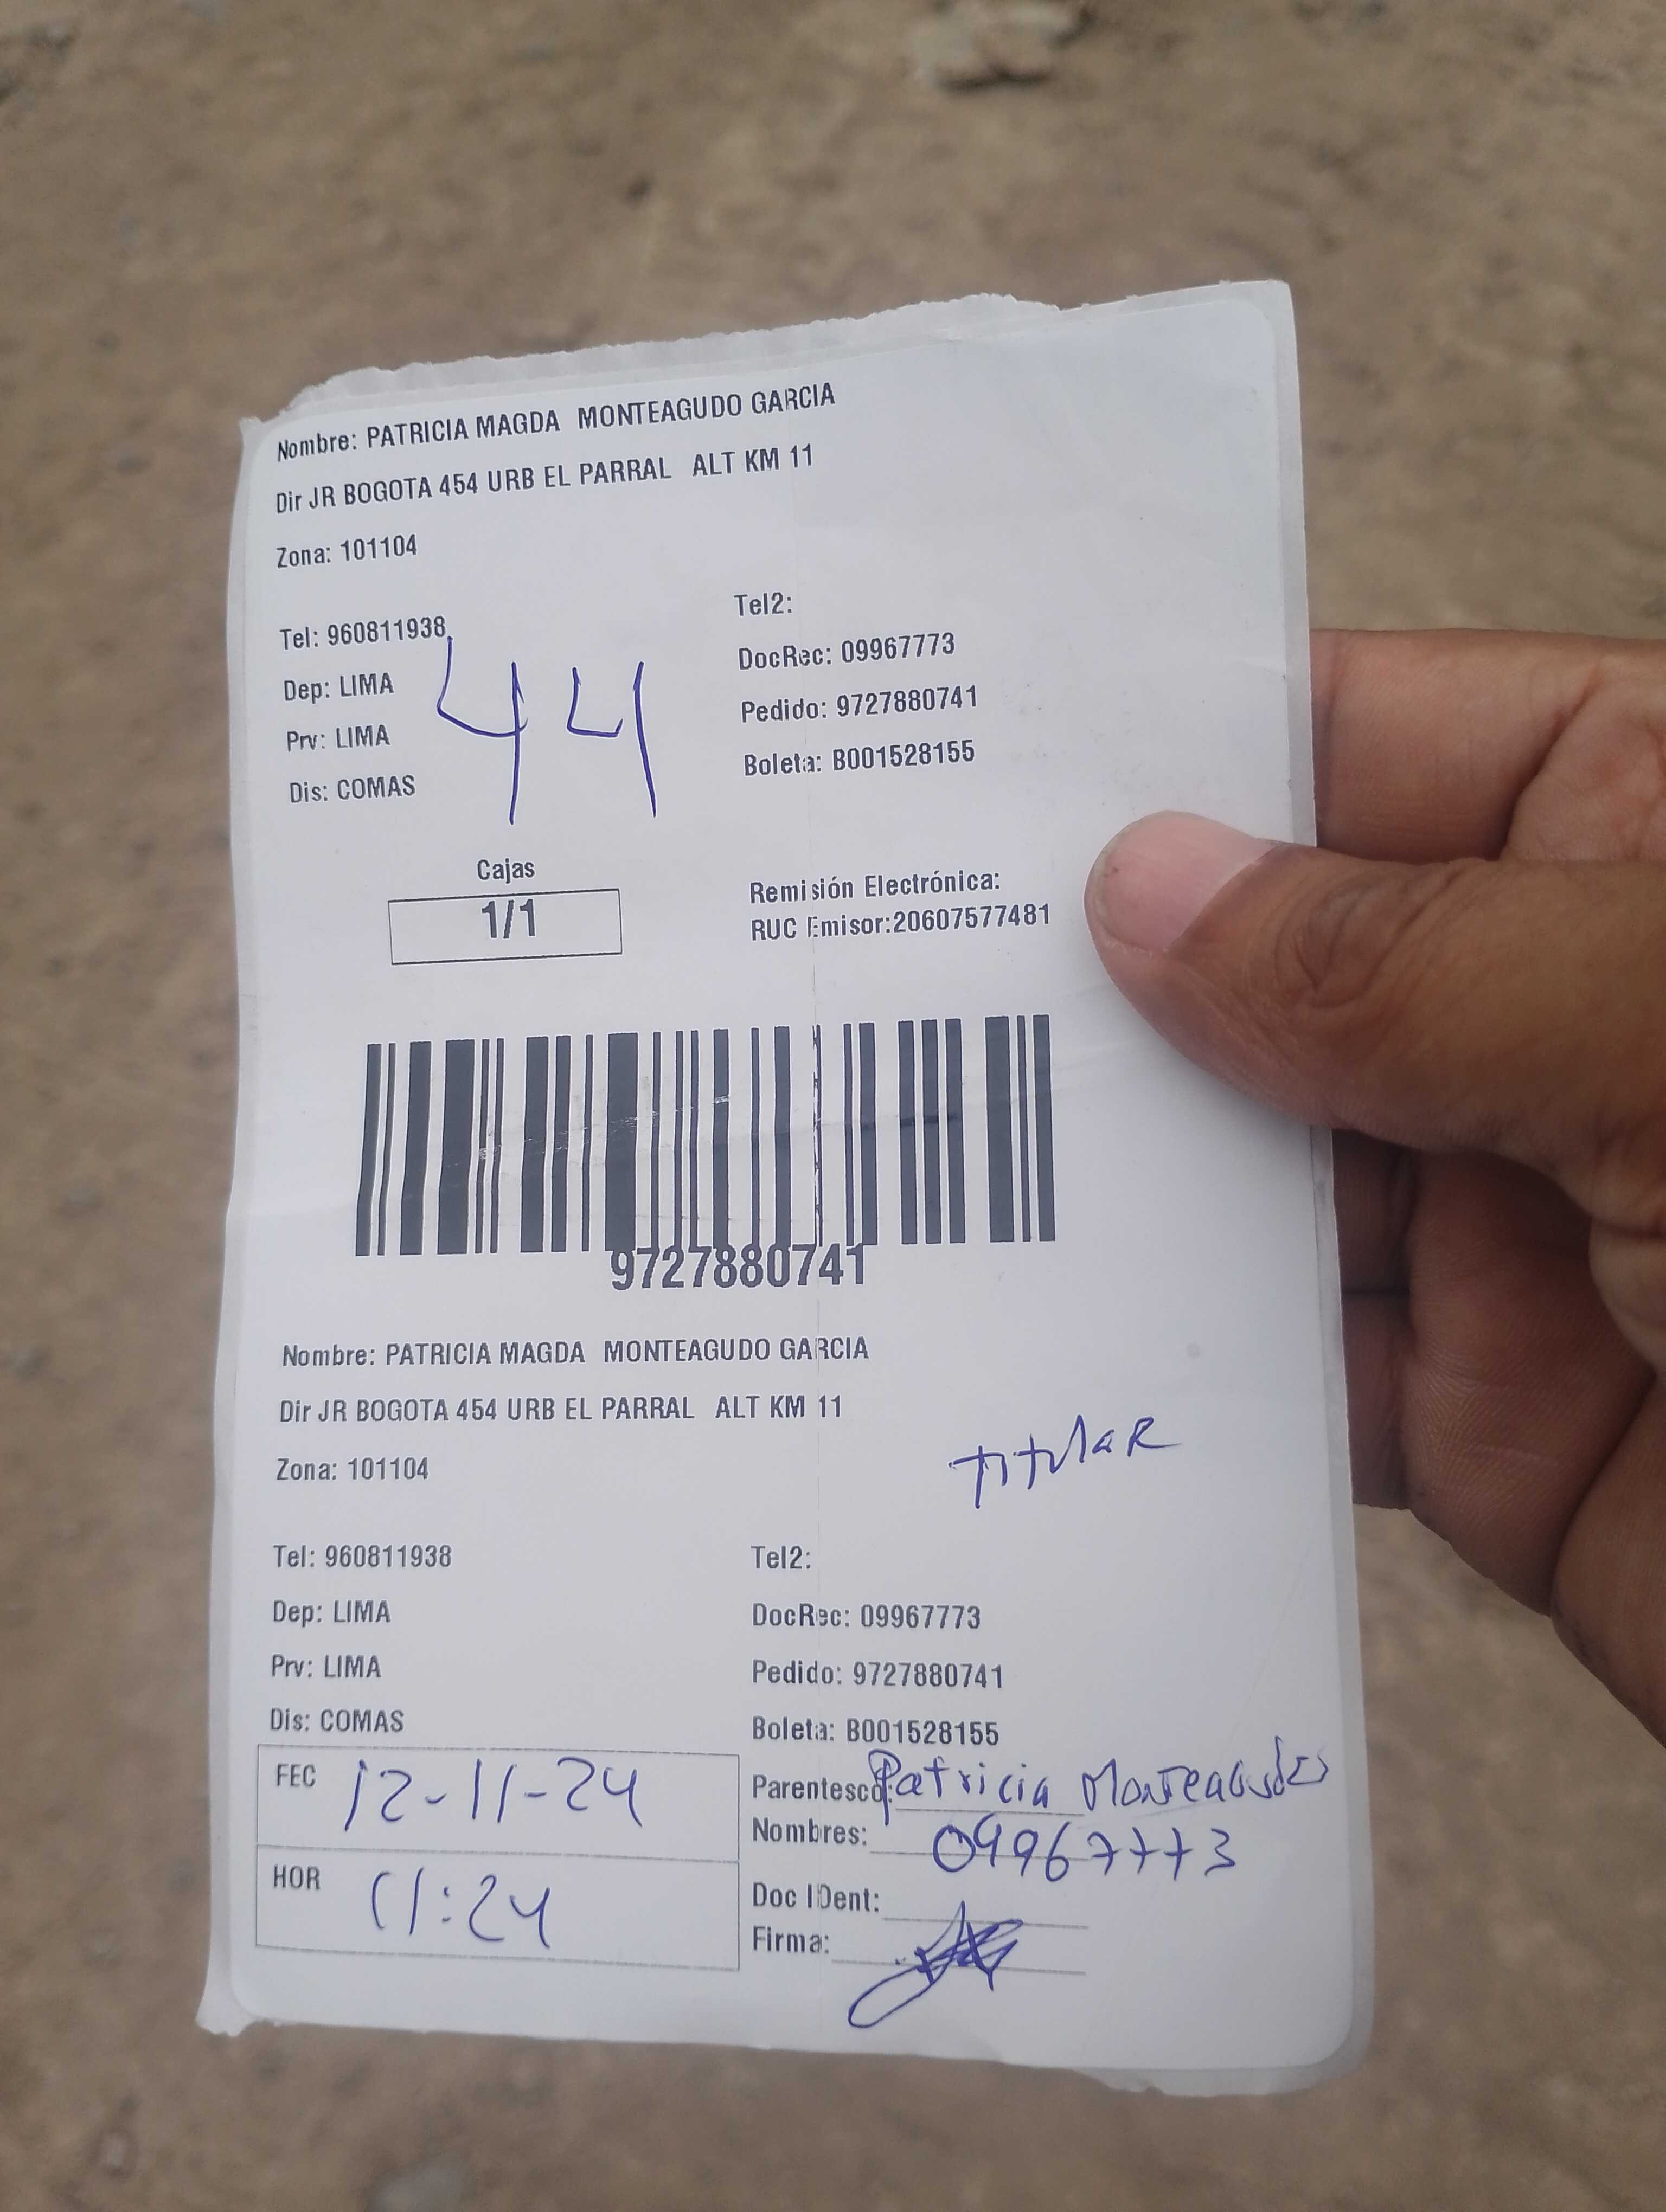 Nombre: PATRICIA MAGDA MONTEAGUDO GARCIA
Dir JR BOGOTA 454 URB EL PARRAL ALT KM 11
Zona: 101104
Tel2:
Tel: 960811938
DocRec: 09967773
Dep: LIMA
Pedido: 9727880741
Prv: LIMA
Boleta: B001528155
Dis: COMAS
44
Cajas
1/1
Remisión Electrónica:
RUC Emisor:20607577481
9727880741
Nombre: PATRICIA MAGDA MONTEAGUDO GARCIA
Dir JR BOGOTA 454 URB EL PARRAL ALT KM 11
Zona: 101104
TitulaR
Tel: 960811938
Tel2:
Dep: LIMA
DocRec: 09967773
Prv: LIMA
Pedido: 9727880741
Dis: COMAS
Boleta: B001528155
FEC 12-11-24
Parentesco: Patricia Monteagudo
Nombres: 09967773
HOR 11:24
Doc IDent:
Firma: